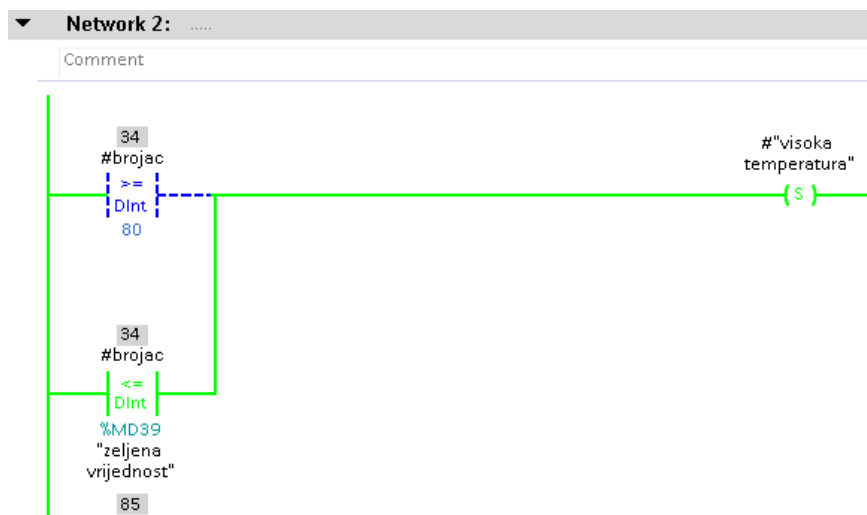 Network 2: .....
Comment
34
#brojac
>=
DInt
80
#"visoka
temperatura"
S
34
#brojac
<=
DInt
%MD39
"zeljena
vrijednost"
85